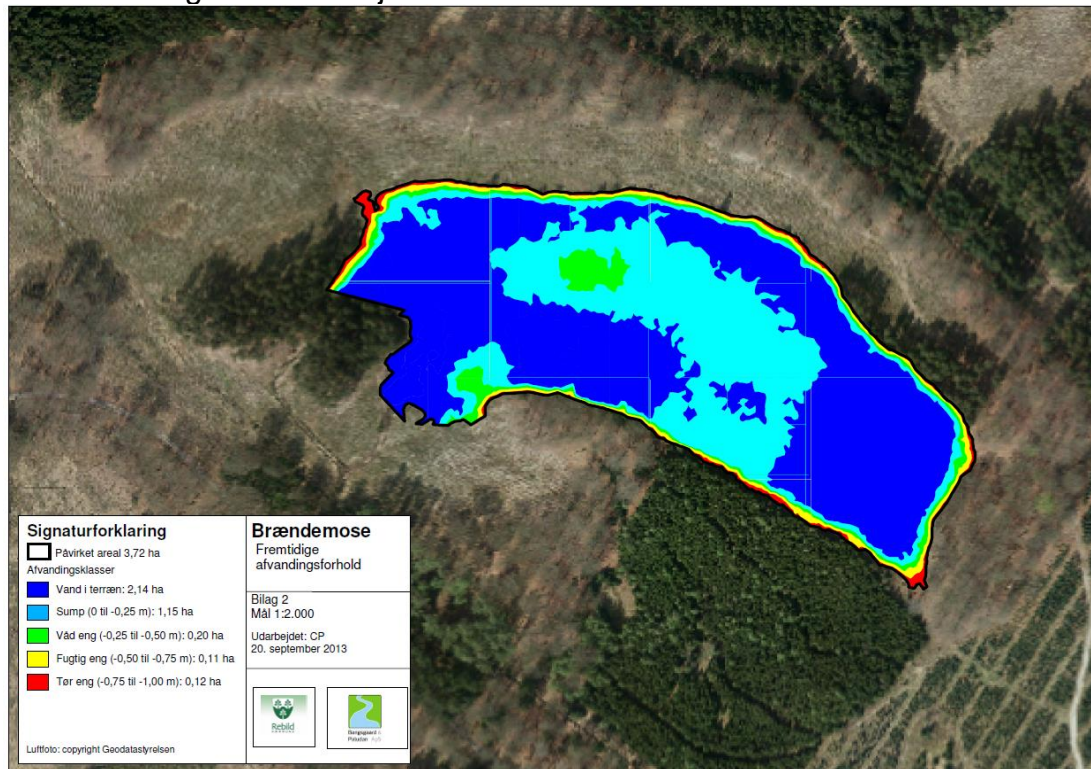 Signaturforklaring
Påvirket areal 3,72 ha
Afvandingsklasser
Vand i terræn: 2,14 ha
Sump (0 til -0,25 m): 1,15 ha
Våd eng (-0,25 til -0,50 m): 0,20 ha
Fugtig eng (-0,50 til -0,75 m): 0,11 ha
Tør eng (-0,75 til -1,00 m): 0,12 ha
Luftfoto: copyright Geodatastyrelsen
Brændemose
Fremtidige
afvandingsforhold
Bilag 2
Mål 1:2.000
Udarbejdet: CP
20. september 2013
Rebild